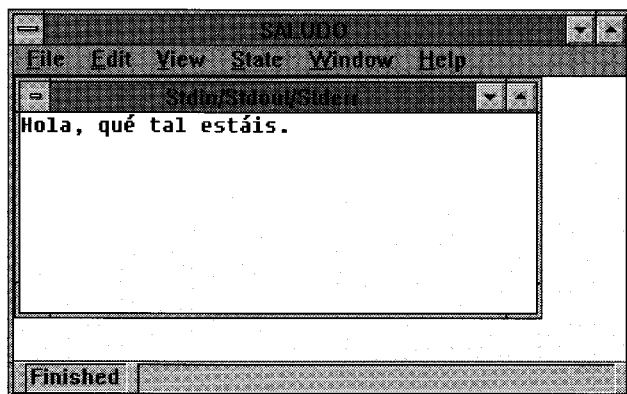 SALUDO
File Edit View State Window Help
Stdin/Stdout/Stderr
Hola, qué tal estáis.
Finished